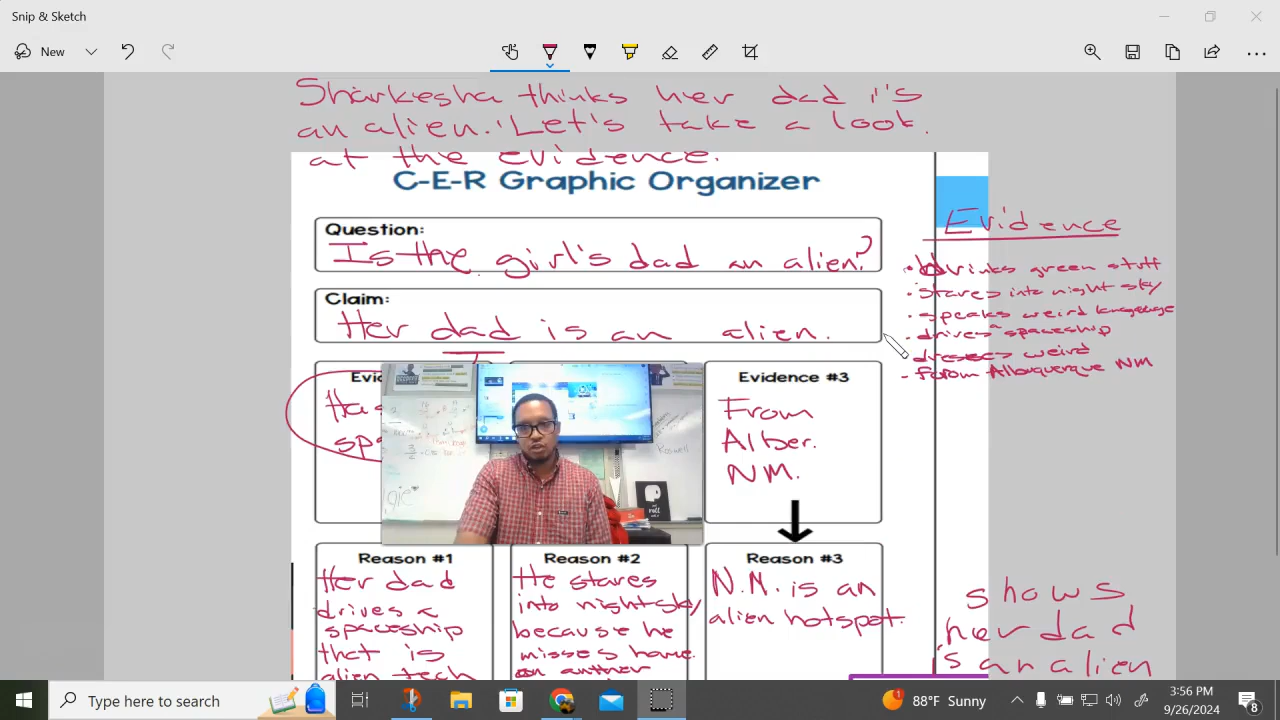 Snip & Sketch
New
Sharkesha thinks her dad is
an alien. Let's take a look
at the evidence.
C-E-R Graphic Organizer
Question:
Is the girl's dad an alien?
Claim:
Her dad is an alien.
Evidence
Drinks green stuff
stares into night sky
speaks weird language
drives a spaceship
dresses weird
from Albuquerque NM
Evidence #3
From
Alber.
NM.
Roswell
Reason #1
Her dad
drives a
spaceship
that is
alien tech
Reason #2
He stares
into night sky
because he
misses home
on
Reason #3
N.M. is an
alien hotspot.
shows
her dad
is an alien
Type here to search
88°F Sunny
3:56 PM
9/26/2024
1
8